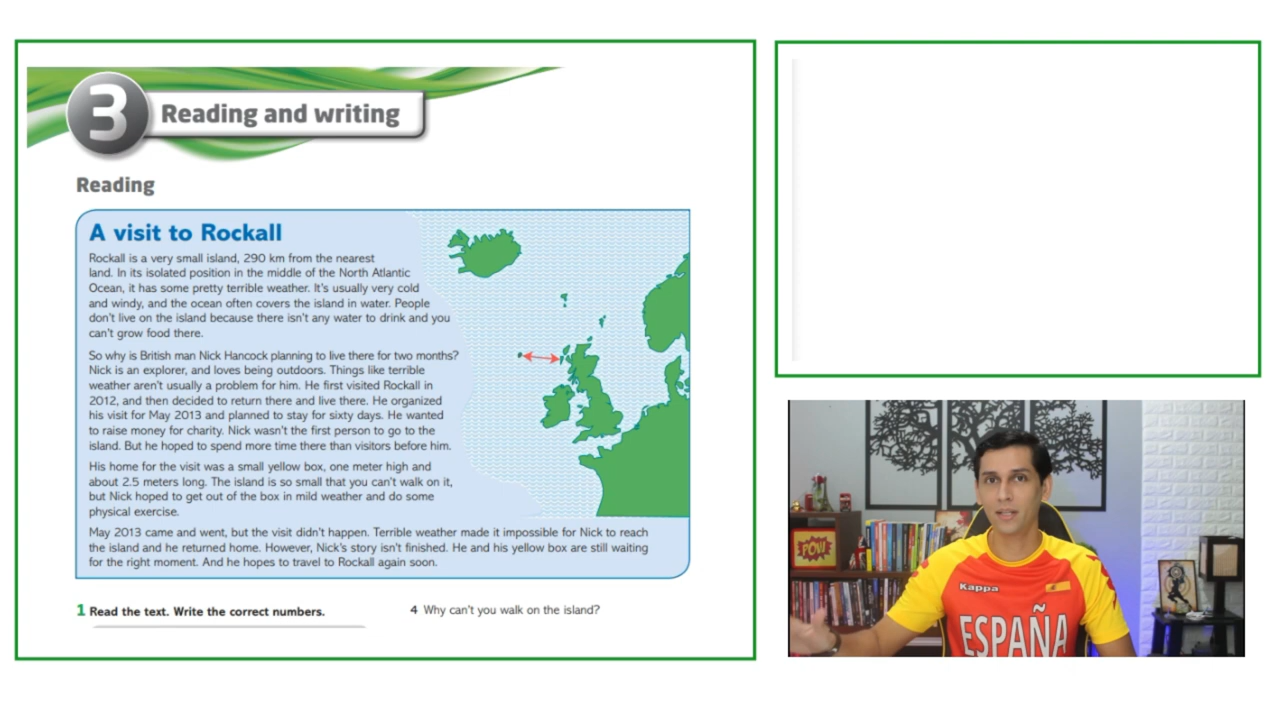 3
Reading and writing
Reading
A visit to Rockall
Rockall is a very small island, 290 km from the nearest
land. In its isolated position in the middle of the North Atlantic
Ocean, it has some pretty terrible weather. It's usually very cold
and windy, and the ocean often covers the island in water. People
don't live on the island because there isn't any water to drink and you
can't grow food there.
So why is British man Nick Hancock planning to live there for two months?
Nick is an explorer, and loves being outdoors. Things like terrible
weather aren't usually a problem for him. He first visited Rockall in
2012, and then decided to return there and live there. He organized
his visit for May 2013 and planned to stay for sixty days. He wanted
to raise money for charity. Nick wasn't the first person to go to the
island. But he hoped to spend more time there than visitors before him.
His home for the visit was a small yellow box, one meter high and
about 2.5 meters long. The island is so small that you can't walk on it,
but Nick hoped to get out of the box in mild weather and do some
physical exercise.
May 2013 came and went, but the visit didn't happen. Terrible weather made it impossible for Nick to reach
the island and he returned home. However, Nick's story isn't finished. He and his yellow box are still waiting
for the right moment. And he hopes to travel to Rockall again soon.
1 Read the text. Write the correct numbers.
4 Why can't you walk on the island?
POW
Kappa
ESPAÑA